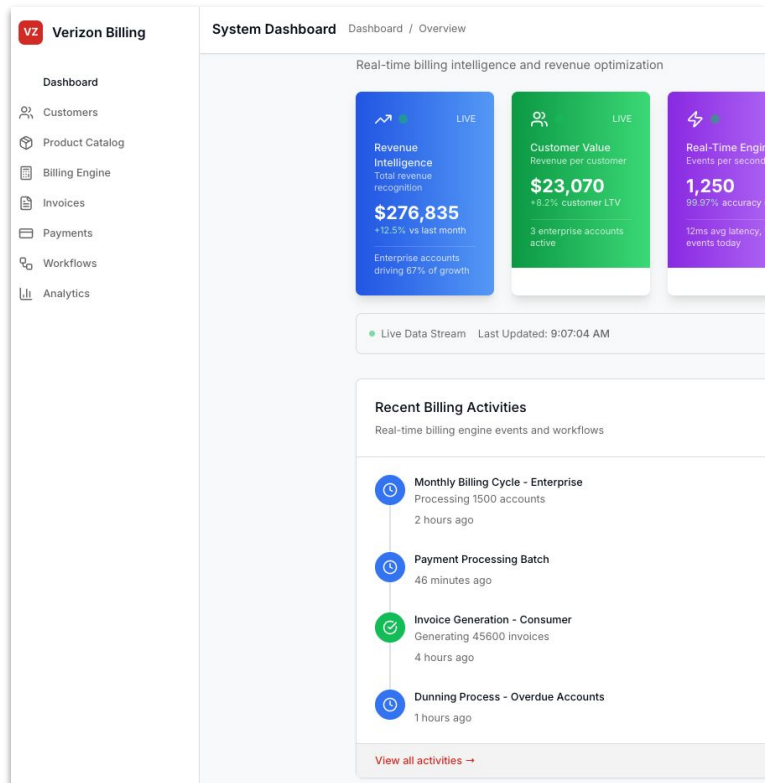 VZ Verizon Billing
System Dashboard Dashboard / Overview
Dashboard
Customers
Product Catalog
Billing Engine
Invoices
Payments
Workflows
Analytics
Real-time billing intelligence and revenue optimization
LIVE
Revenue
Intelligence
Total revenue
recognition
$276,835
+12.5% vs last month
Enterprise accounts
driving 67% of growth
LIVE
Customer Value
Revenue per customer
$23,070
+8.2% customer LTV
3 enterprise accounts
active
Real-Time Engin
Events per second
1,250
99.97% accuracy
12ms avg latency,
events today
Live Data Stream Last Updated: 9:07:04 AM
Recent Billing Activities
Real-time billing engine events and workflows
Monthly Billing Cycle - Enterprise
Processing 1500 accounts
2 hours ago
Payment Processing Batch
46 minutes ago
Invoice Generation - Consumer
Generating 45600 invoices
4 hours ago
Dunning Process - Overdue Accounts
1 hours ago
View all activities →